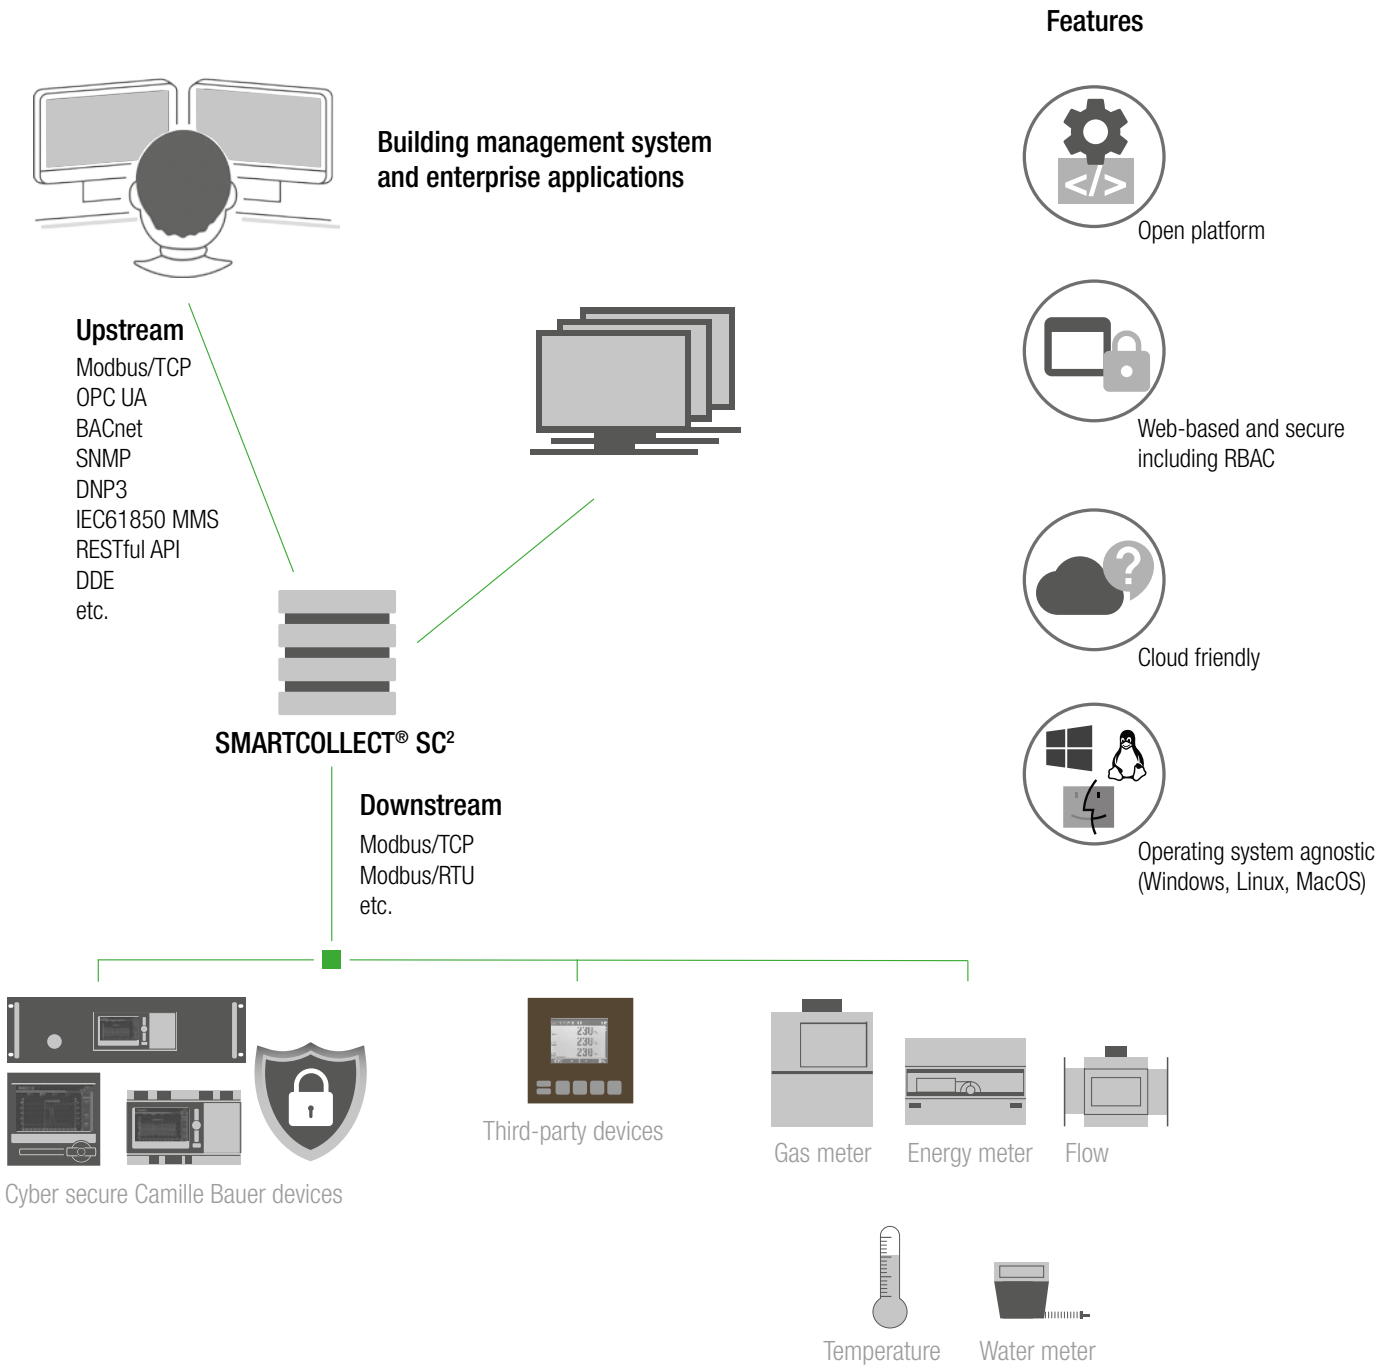 Features
Building management system
and enterprise applications
Open platform
Upstream
Modbus/TCP
OPC UA
BACnet
SNMP
DNP3
IEC61850 MMS
RESTful API
DDE
etc.
</>
Web-based and secure
including RBAC
?
Cloud friendly
SMARTCOLLECT® SC²
Downstream
Modbus/TCP
Modbus/RTU
etc.
Operating system agnostic
(Windows, Linux, MacOS)
230
230
230
Third-party devices
Gas meter
Energy meter
Flow
Cyber secure Camille Bauer devices
Temperature
Water meter